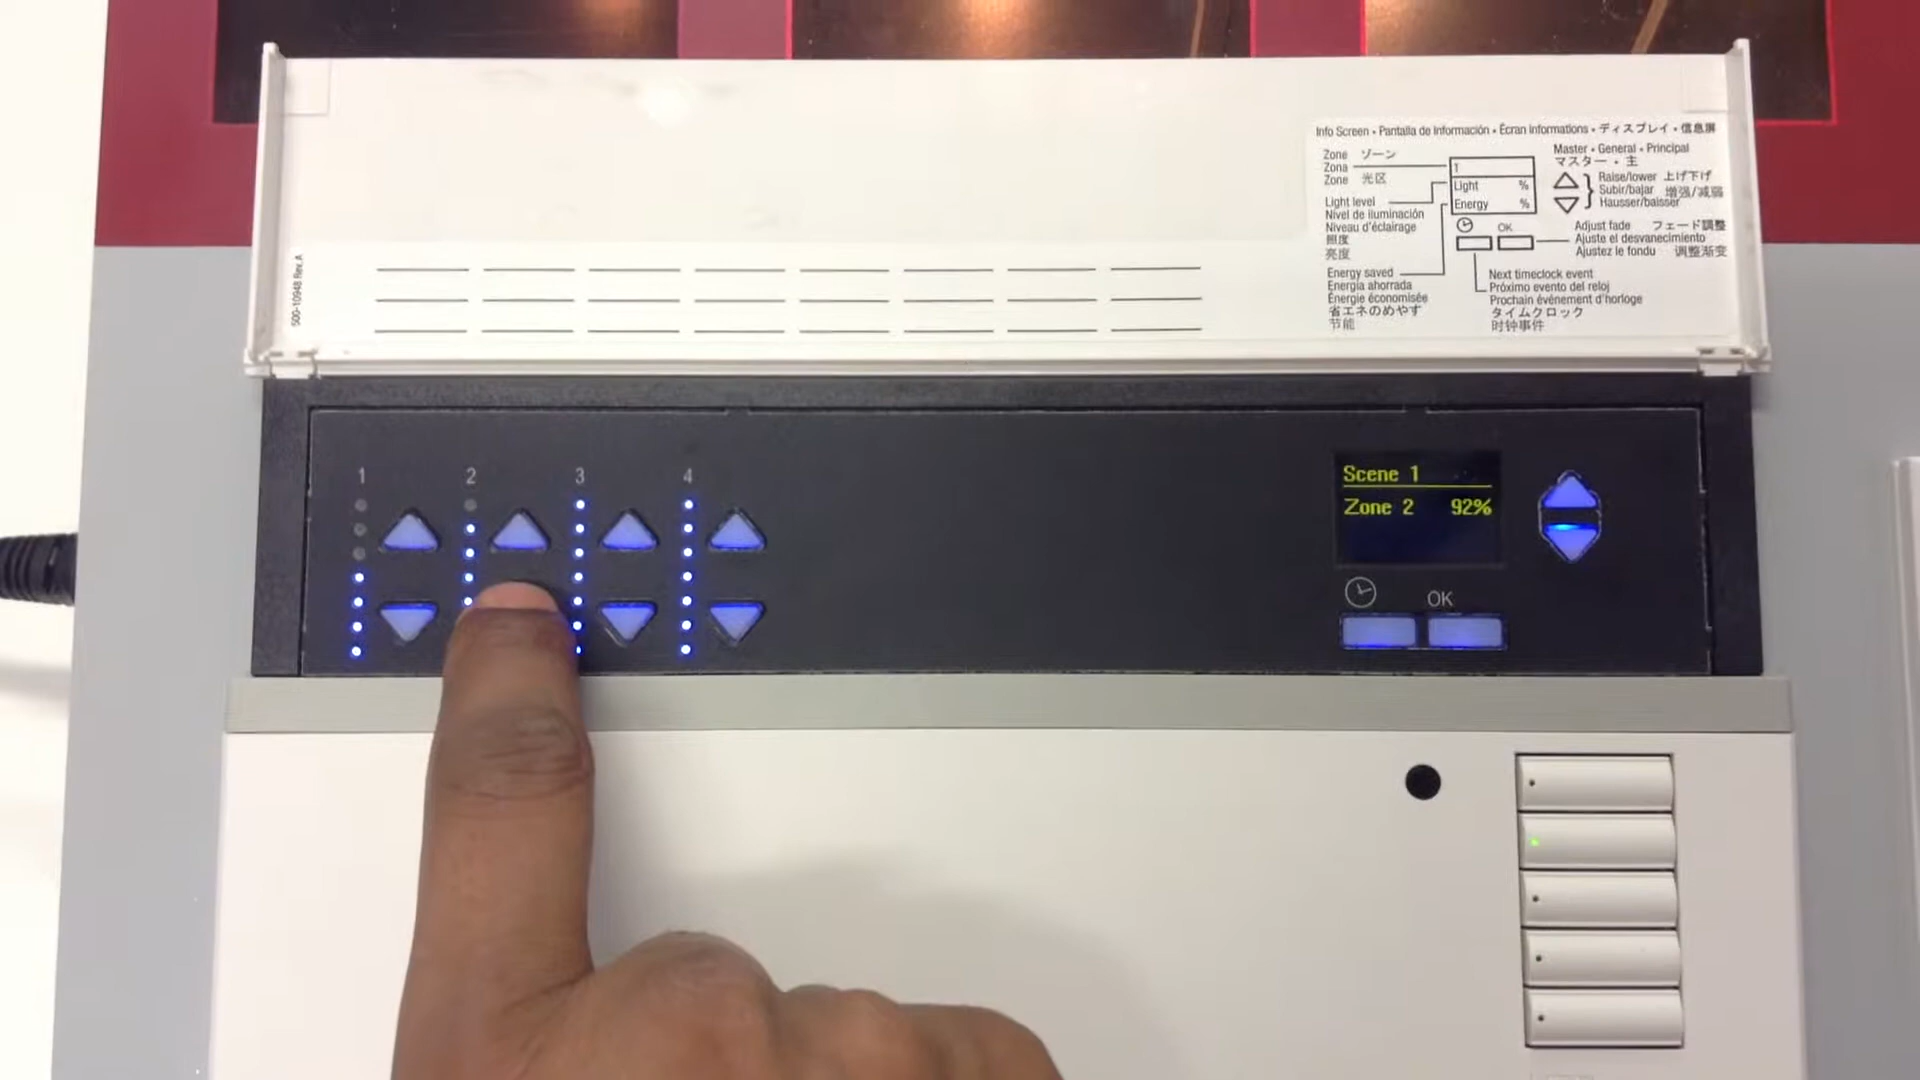 Info Screen • Pantalla de Información • Écran Informations • ディスプレイ • 信息屏
Zone ゾーン
Zona
Zone 光区
Light level
Nivel de iluminación
Niveau d'éclairage
照度
亮度
Energy saved
Energía ahorrada
Énergie économisée
省エネのめやす
节能
1
Light %
Energy %
OK
Master • General • Principal
マスター • 主
Raise/lower 上げ下げ
Subir/bajar 增强/减弱
Hausser/baisser
Adjust fade フェード調整
Ajuste el desvanecimiento
Ajustez le fondu 调整渐变
Next timeclock event
Próximo evento del reloj
Prochain événement d'horloge
タイムクロック
时钟事件
500-10948 Rev. A
1 2 3 4
Scene 1
Zone 2 92%
OK